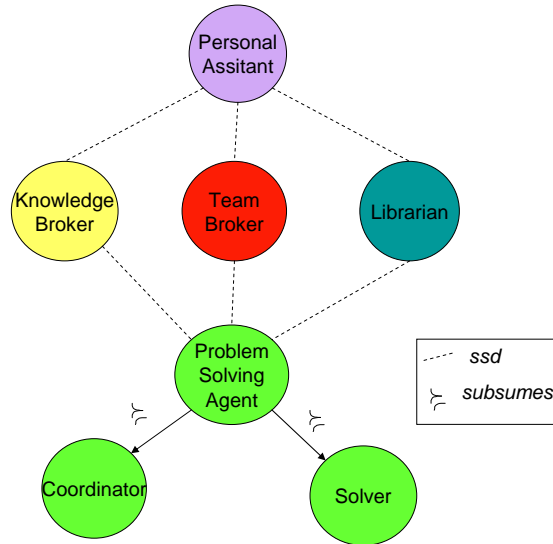 Personal
Assitant
Knowledge
Broker
Team
Broker
Librarian
Problem
Solving
Agent
ssd
≽ subsumes
≽
≽
Coordinator
Solver